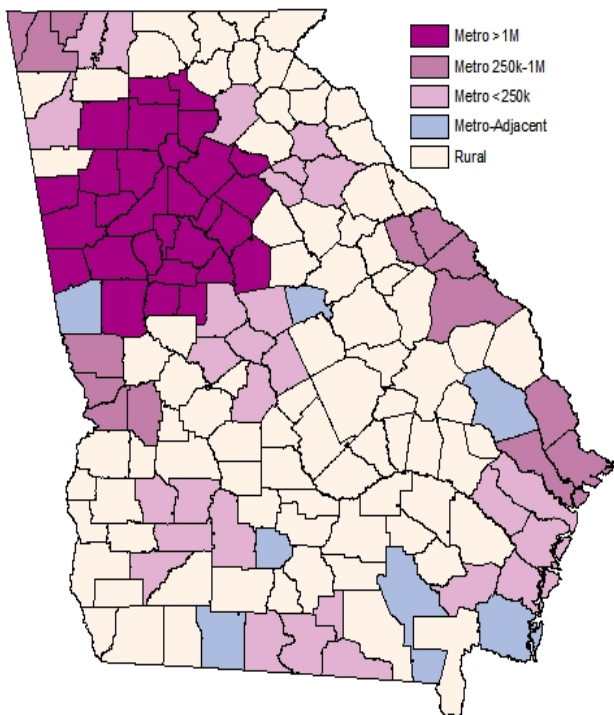 Metro >1M
Metro 250k-1M
Metro <250k
Metro-Adjacent
Rural